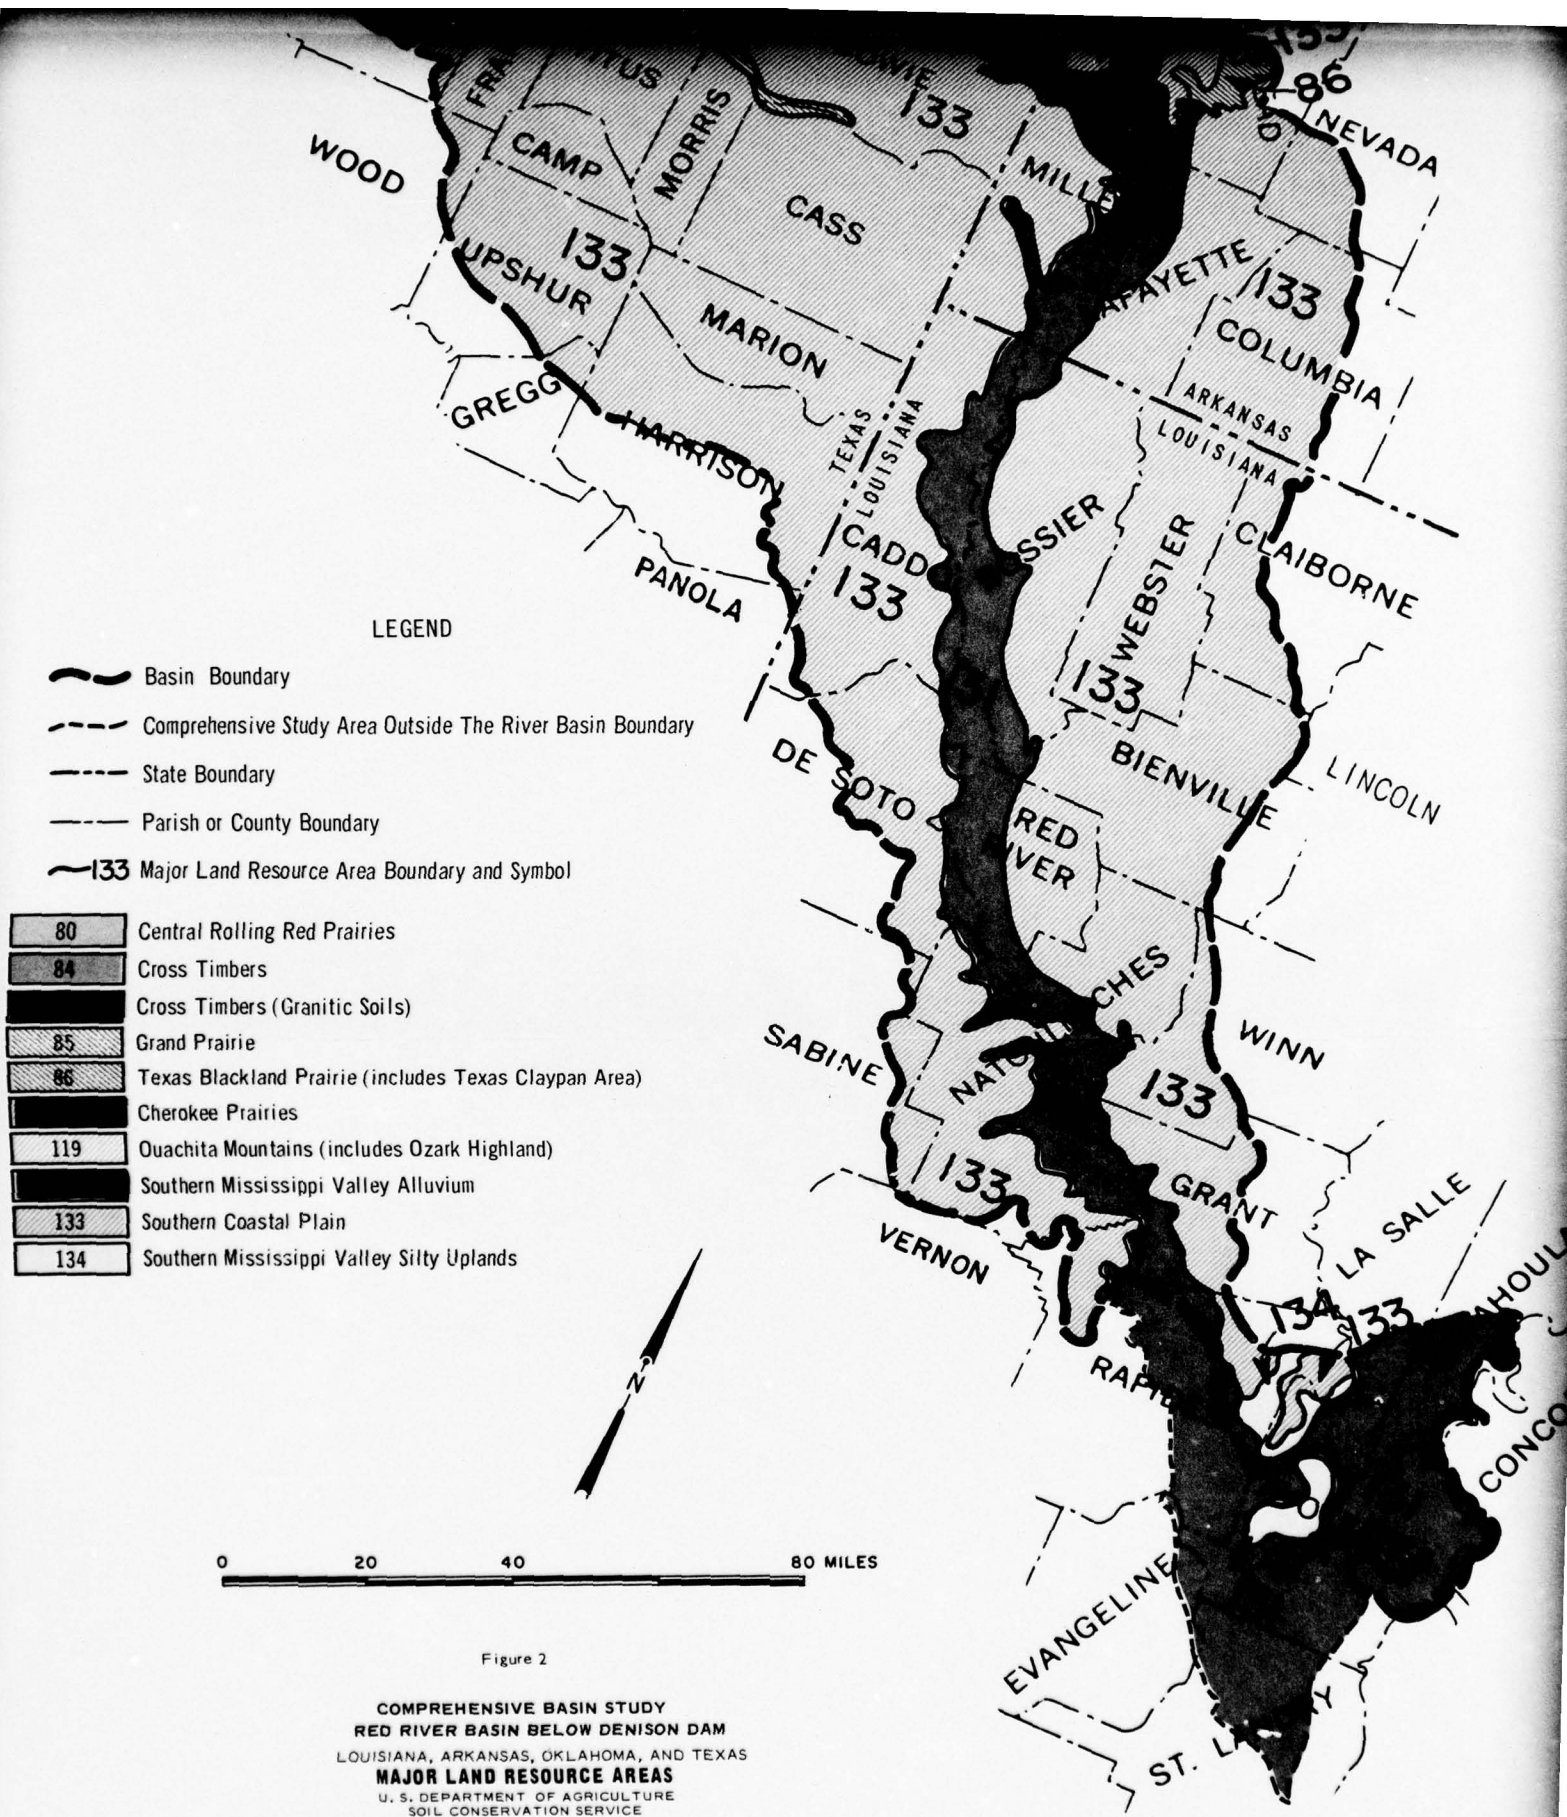 133
86
NEVADA
133
MORRIS
CAMP
WOOD
CASS
133
UPSHUR
MARION
133
COLUMBIA
GREGG
HARRISON
ARKANSAS
LOUISIANA
TEXAS
LOUISIANA
PANOLA
133
WEBSTER
CLAIBORNE
133
LEGEND
Basin Boundary
Comprehensive Study Area Outside The River Basin Boundary
State Boundary
Parish or County Boundary
133 Major Land Resource Area Boundary and Symbol
80 Central Rolling Red Prairies
84 Cross Timbers
Cross Timbers (Granitic Soils)
85 Grand Prairie
86 Texas Blackland Prairie (includes Texas Claypan Area)
Cherokee Prairies
119 Ouachita Mountains (includes Ozark Highland)
Southern Mississippi Valley Alluvium
133 Southern Coastal Plain
134 Southern Mississippi Valley Silty Uplands
DE SOTO
BIENVILLE
LINCOLN
RED
SABINE
WINN
133
133
GRANT
VERNON
LA SALLE
134
133
N
EVANGELINE
0 20 40 80 MILES
Figure 2
COMPREHENSIVE BASIN STUDY
RED RIVER BASIN BELOW DENISON DAM
LOUISIANA, ARKANSAS, OKLAHOMA, AND TEXAS
MAJOR LAND RESOURCE AREAS
U. S. DEPARTMENT OF AGRICULTURE
SOIL CONSERVATION SERVICE